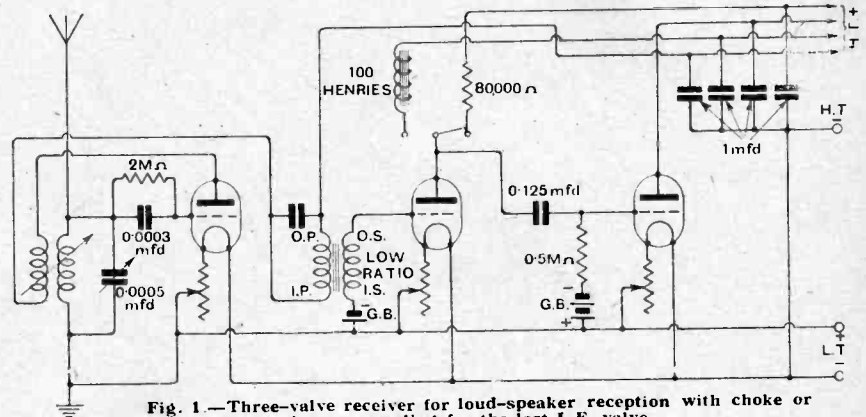 100
HENRIES
80,000 Ω
+
H.T
–
1 mfd
2MΩ
0·0003
mfd
0·0005
mfd
O.P.
I.P.
O.S.
LOW
RATIO
I.S.
–
G.B.
0·125 mfd
0·5MΩ
–
G.B.
+
+
L.T
–
Fig. 1.—Three-valve receiver for loud-speaker reception with choke or